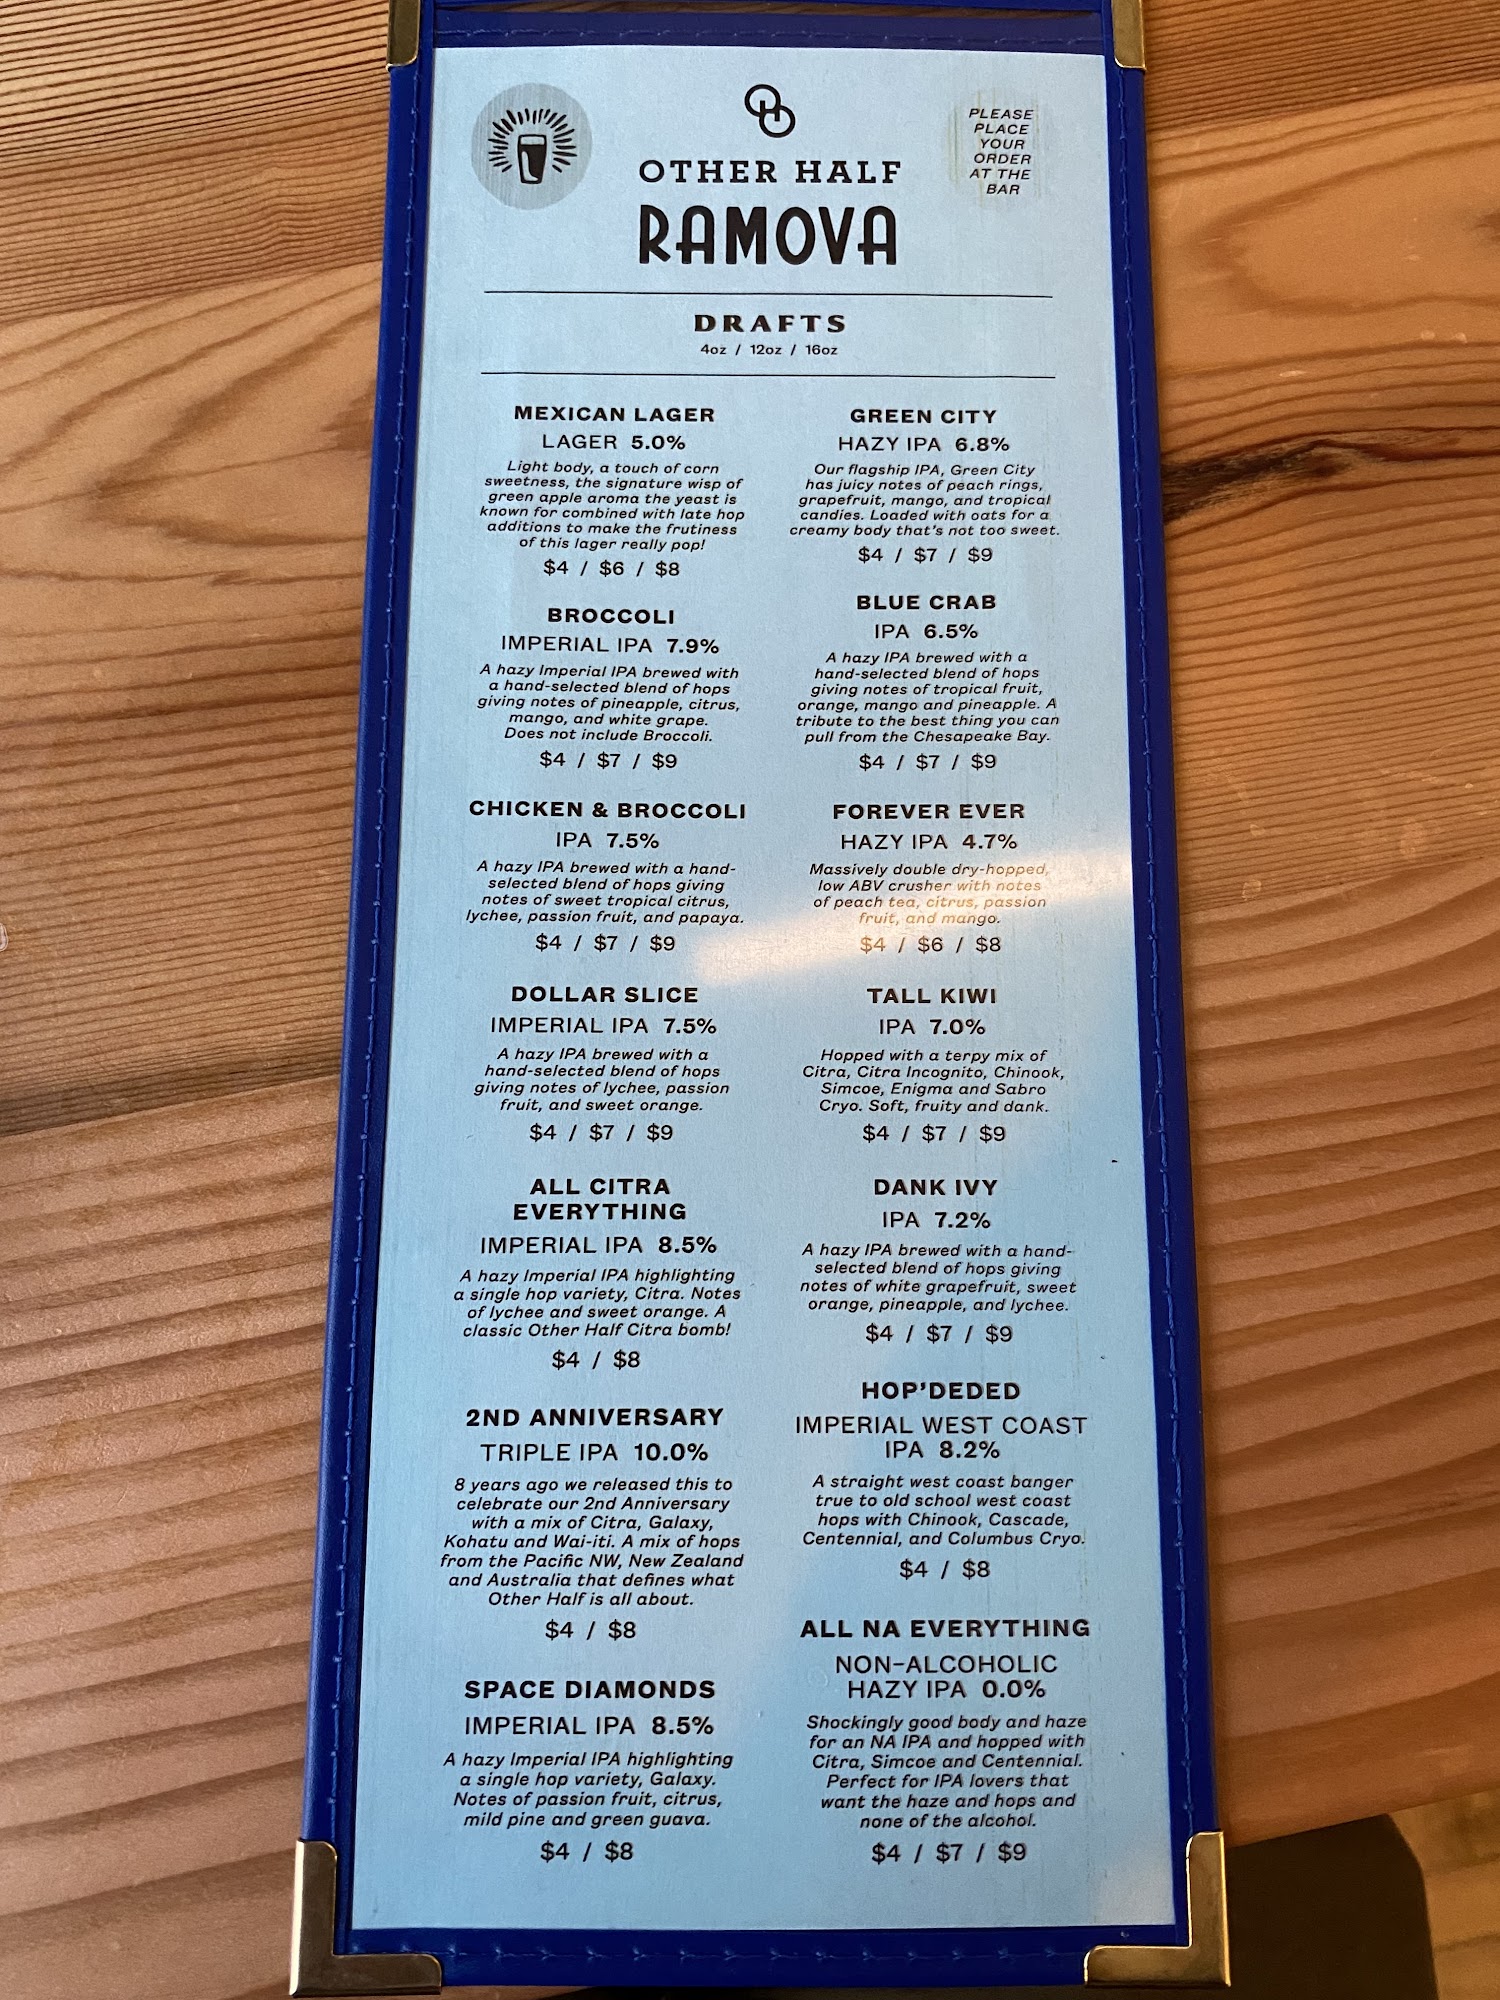 PLEASE
PLACE
YOUR
ORDER
AT THE
BAR
OTHER HALF
RAMOVA
DRAFTS
4oz / 12oz / 16oz
MEXICAN LAGER
LAGER 5.0%
Light body, a touch of corn
sweetness, the signature wisp of
green apple aroma the yeast is
known for combined with late hop
additions to make the frutiness
of this lager really pop!
$4 / $6 / $8
BROCCOLI
IMPERIAL IPA 7.9%
A hazy Imperial IPA brewed with
a hand-selected blend of hops
giving notes of pineapple, citrus,
mango, and white grape.
Does not include Broccoli.
$4 / $7 / $9
CHICKEN & BROCCOLI
IPA 7.5%
A hazy IPA brewed with a hand-
selected blend of hops giving
notes of sweet tropical citrus,
lychee, passion fruit, and papaya.
$4 / $7 / $9
DOLLAR SLICE
IMPERIAL IPA 7.5%
A hazy IPA brewed with a
hand-selected blend of hops
giving notes of lychee, passion
fruit, and sweet orange.
$4 / $7 / $9
ALL CITRA
EVERYTHING
IMPERIAL IPA 8.5%
A hazy Imperial IPA highlighting
a single hop variety, Citra. Notes
of lychee and sweet orange. A
classic Other Half Citra bomb!
$4 / $8
2ND ANNIVERSARY
TRIPLE IPA 10.0%
8 years ago we released this to
celebrate our 2nd Anniversary
with a mix of Citra, Galaxy,
Kohatu and Wai-iti. A mix of hops
from the Pacific NW, New Zealand
and Australia that defines what
Other Half is all about.
$4 / $8
SPACE DIAMONDS
IMPERIAL IPA 8.5%
A hazy Imperial IPA highlighting
a single hop variety, Galaxy.
Notes of passion fruit, citrus,
mild pine and green guava.
$4 / $8
GREEN CITY
HAZY IPA 6.8%
Our flagship IPA, Green City
has juicy notes of peach rings,
grapefruit, mango, and tropical
candies. Loaded with oats for a
creamy body that's not too sweet.
$4 / $7 / $9
BLUE CRAB
IPA 6.5%
A hazy IPA brewed with a
hand-selected blend of hops
giving notes of tropical fruit,
orange, mango and pineapple. A
tribute to the best thing you can
pull from the Chesapeake Bay.
$4 / $7 / $9
FOREVER EVER
HAZY IPA 4.7%
Massively double dry-hopped,
low ABV crusher with notes
of peach tea, citrus, passion
fruit, and mango.
$4 / $6 / $8
TALL KIWI
IPA 7.0%
Hopped with a terpy mix of
Citra, Citra Incognito, Chinook,
Simcoe, Enigma and Sabro
Cryo. Soft, fruity and dank.
$4 / $7 / $9
DANK IVY
IPA 7.2%
A hazy IPA brewed with a hand-
selected blend of hops giving
notes of white grapefruit, sweet
orange, pineapple, and lychee.
$4 / $7 / $9
HOP'DEDED
IMPERIAL WEST COAST
IPA 8.2%
A straight west coast banger
true to old school west coast
hops with Chinook, Cascade,
Centennial, and Columbus Cryo.
$4 / $8
ALL NA EVERYTHING
NON-ALCOHOLIC
HAZY IPA 0.0%
Shockingly good body and haze
for an NA IPA and hopped with
Citra, Simcoe and Centennial.
Perfect for IPA lovers that
want the haze and hops and
none of the alcohol.
$4 / $7 / $9